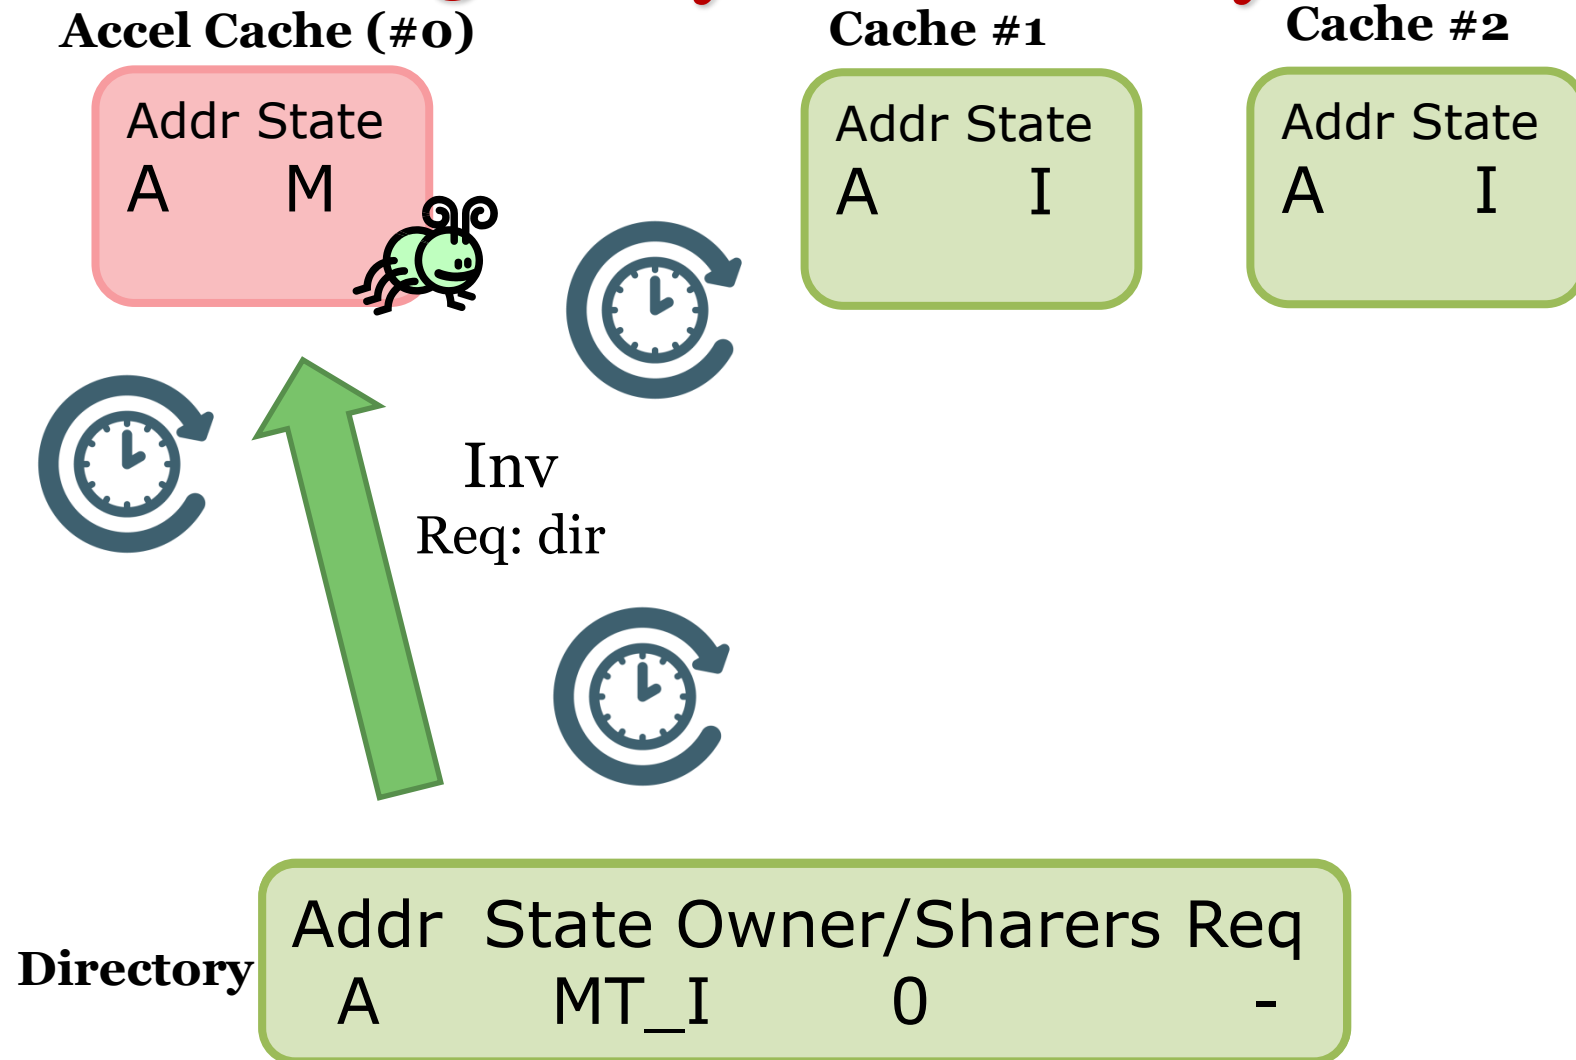 Accel Cache (#0)
Cache #1
Cache #2
Addr State
A M
Addr State
A I
Addr State
A I
Inv
Req: dir
Directory
Addr State Owner/Sharers Req
A MT_I 0 -